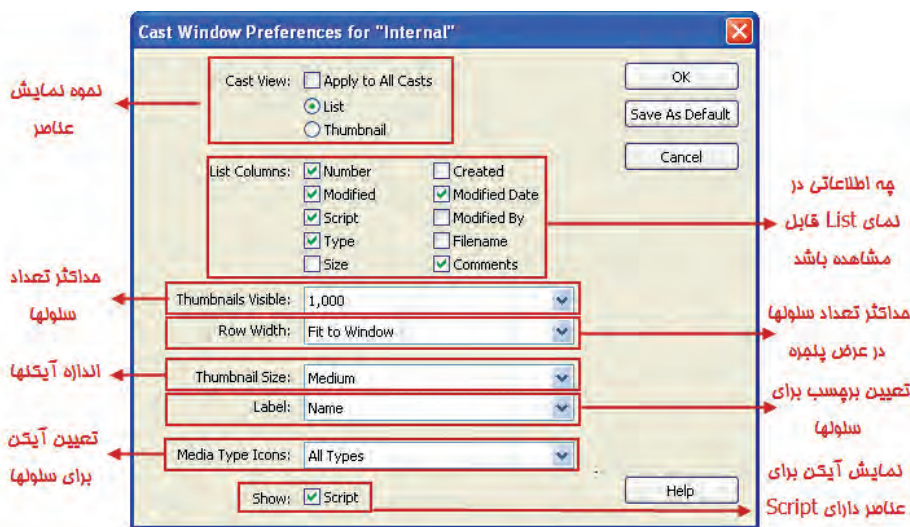 Cast Window Preferences for "Internal"
Cast View:
Apply to All Casts
List
Thumbnail
OK
Save As Default
Cancel
نحوه نمایش
عناصر
List Columns:
Number
Created
Modified
Modified Date
Script
Modified By
Type
Filename
Size
Comments
چه اطلاعاتی در
نمای List قابل
مشاهده باشد
Thumbnails Visible: 1,000
حداکثر تعداد
سلولها
Row Width: Fit to Window
حداکثر تعداد سلولها
در عرض پنجره
Thumbnail Size: Medium
اندازه آیکنها
Label: Name
تعیین برچسب برای
سلولها
Media Type Icons: All Types
تعیین آیکن
برای سلولها
Show: Script
Help
نمایش آیکن برای
عناصر دارای Script